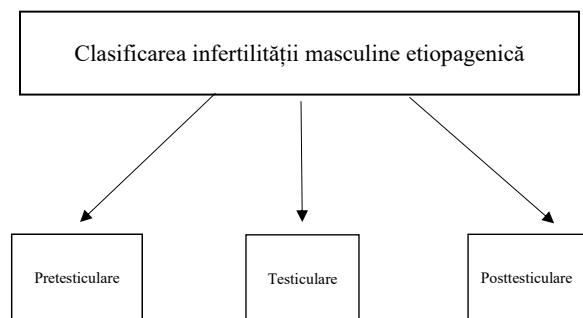 Clasificarea infertilității masculine etiopagenică
Pretesticulare
Testiculare
Posttesticulare